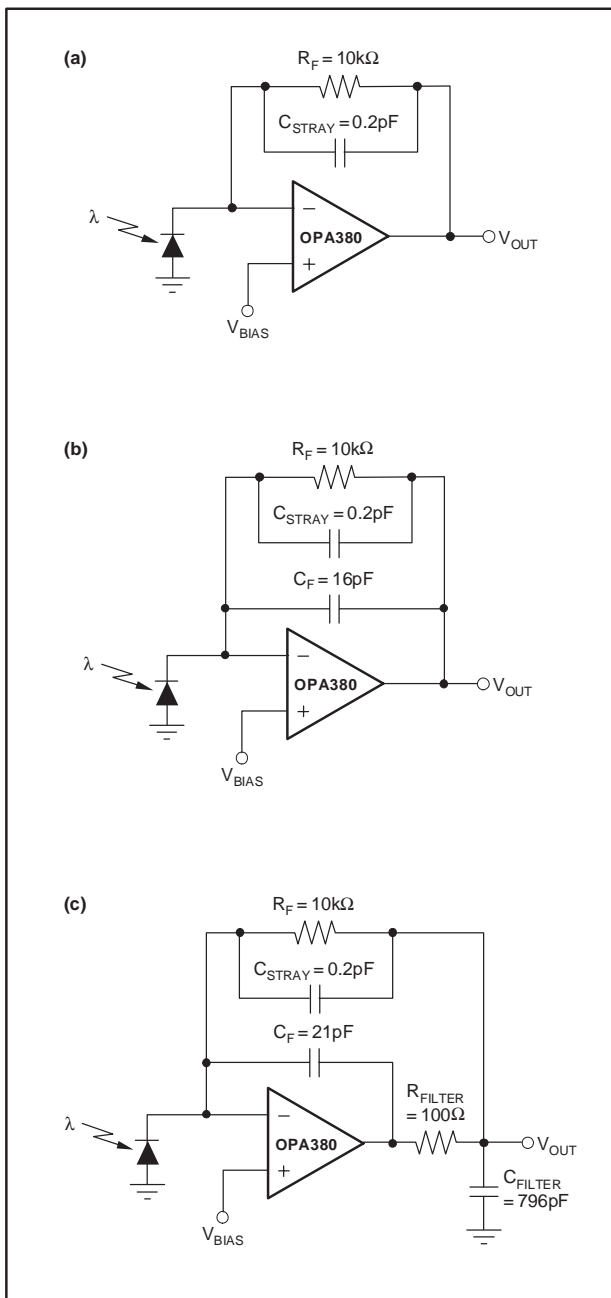 (a)
R_F = 10kΩ
C_STRAY = 0.2pF
λ
−
OPA380
+
V_OUT
V_BIAS
(b)
R_F = 10kΩ
C_STRAY = 0.2pF
C_F = 16pF
λ
−
OPA380
+
V_OUT
V_BIAS
(c)
R_F = 10kΩ
C_STRAY = 0.2pF
C_F = 21pF
R_FILTER
= 100Ω
λ
−
OPA380
+
V_OUT
C_FILTER
= 796pF
V_BIAS